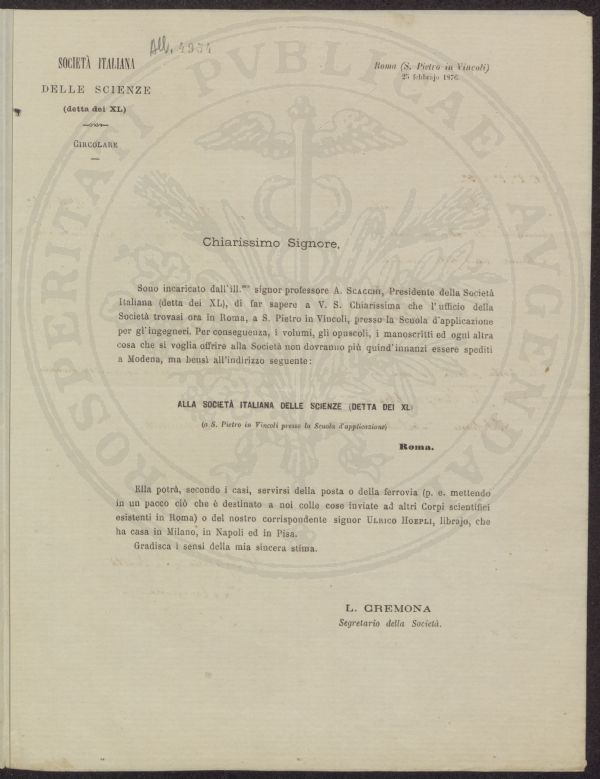 All. 4954
SOCIETÀ ITALIANA
DELLE SCIENZE
(detta dei XL)
CIRCOLARE
Roma (S. Pietro in Vincoli)
25 febbrajo 1876.
PROSPERITATI PVBLICAE AVGENDAE
Chiarissimo Signore,
Sono incaricato dall'ill.mo signor professore A. SCACCHI, Presidente della Società
Italiana (detta dei XL), di far sapere a V. S. Chiarissima che l'ufficio della
Società trovasi ora in Roma, a S. Pietro in Vincoli, presso la Scuola d'applicazione
per gl'ingegneri. Per conseguenza, i volumi, gli opuscoli, i manoscritti ed ogni altra
cosa che si voglia offrire alla Società non dovranno più quind'innanzi essere spediti
a Modena, ma bensì all'indirizzo seguente:
ALLA SOCIETÀ ITALIANA DELLE SCIENZE (DETTA DEI XL)
(a S. Pietro in Vincoli presso la Scuola d'applicazione)
Roma.
Ella potrà, secondo i casi, servirsi della posta o della ferrovia (p. e. mettendo
in un pacco ciò che è destinato a noi colle cose inviate ad altri Corpi scientifici
esistenti in Roma) o del nostro corrispondente signor ULRICO HOEPLI, librajo, che
ha casa in Milano, in Napoli ed in Pisa.
Gradisca i sensi della mia sincera stima.
L. CREMONA
Segretario della Società.